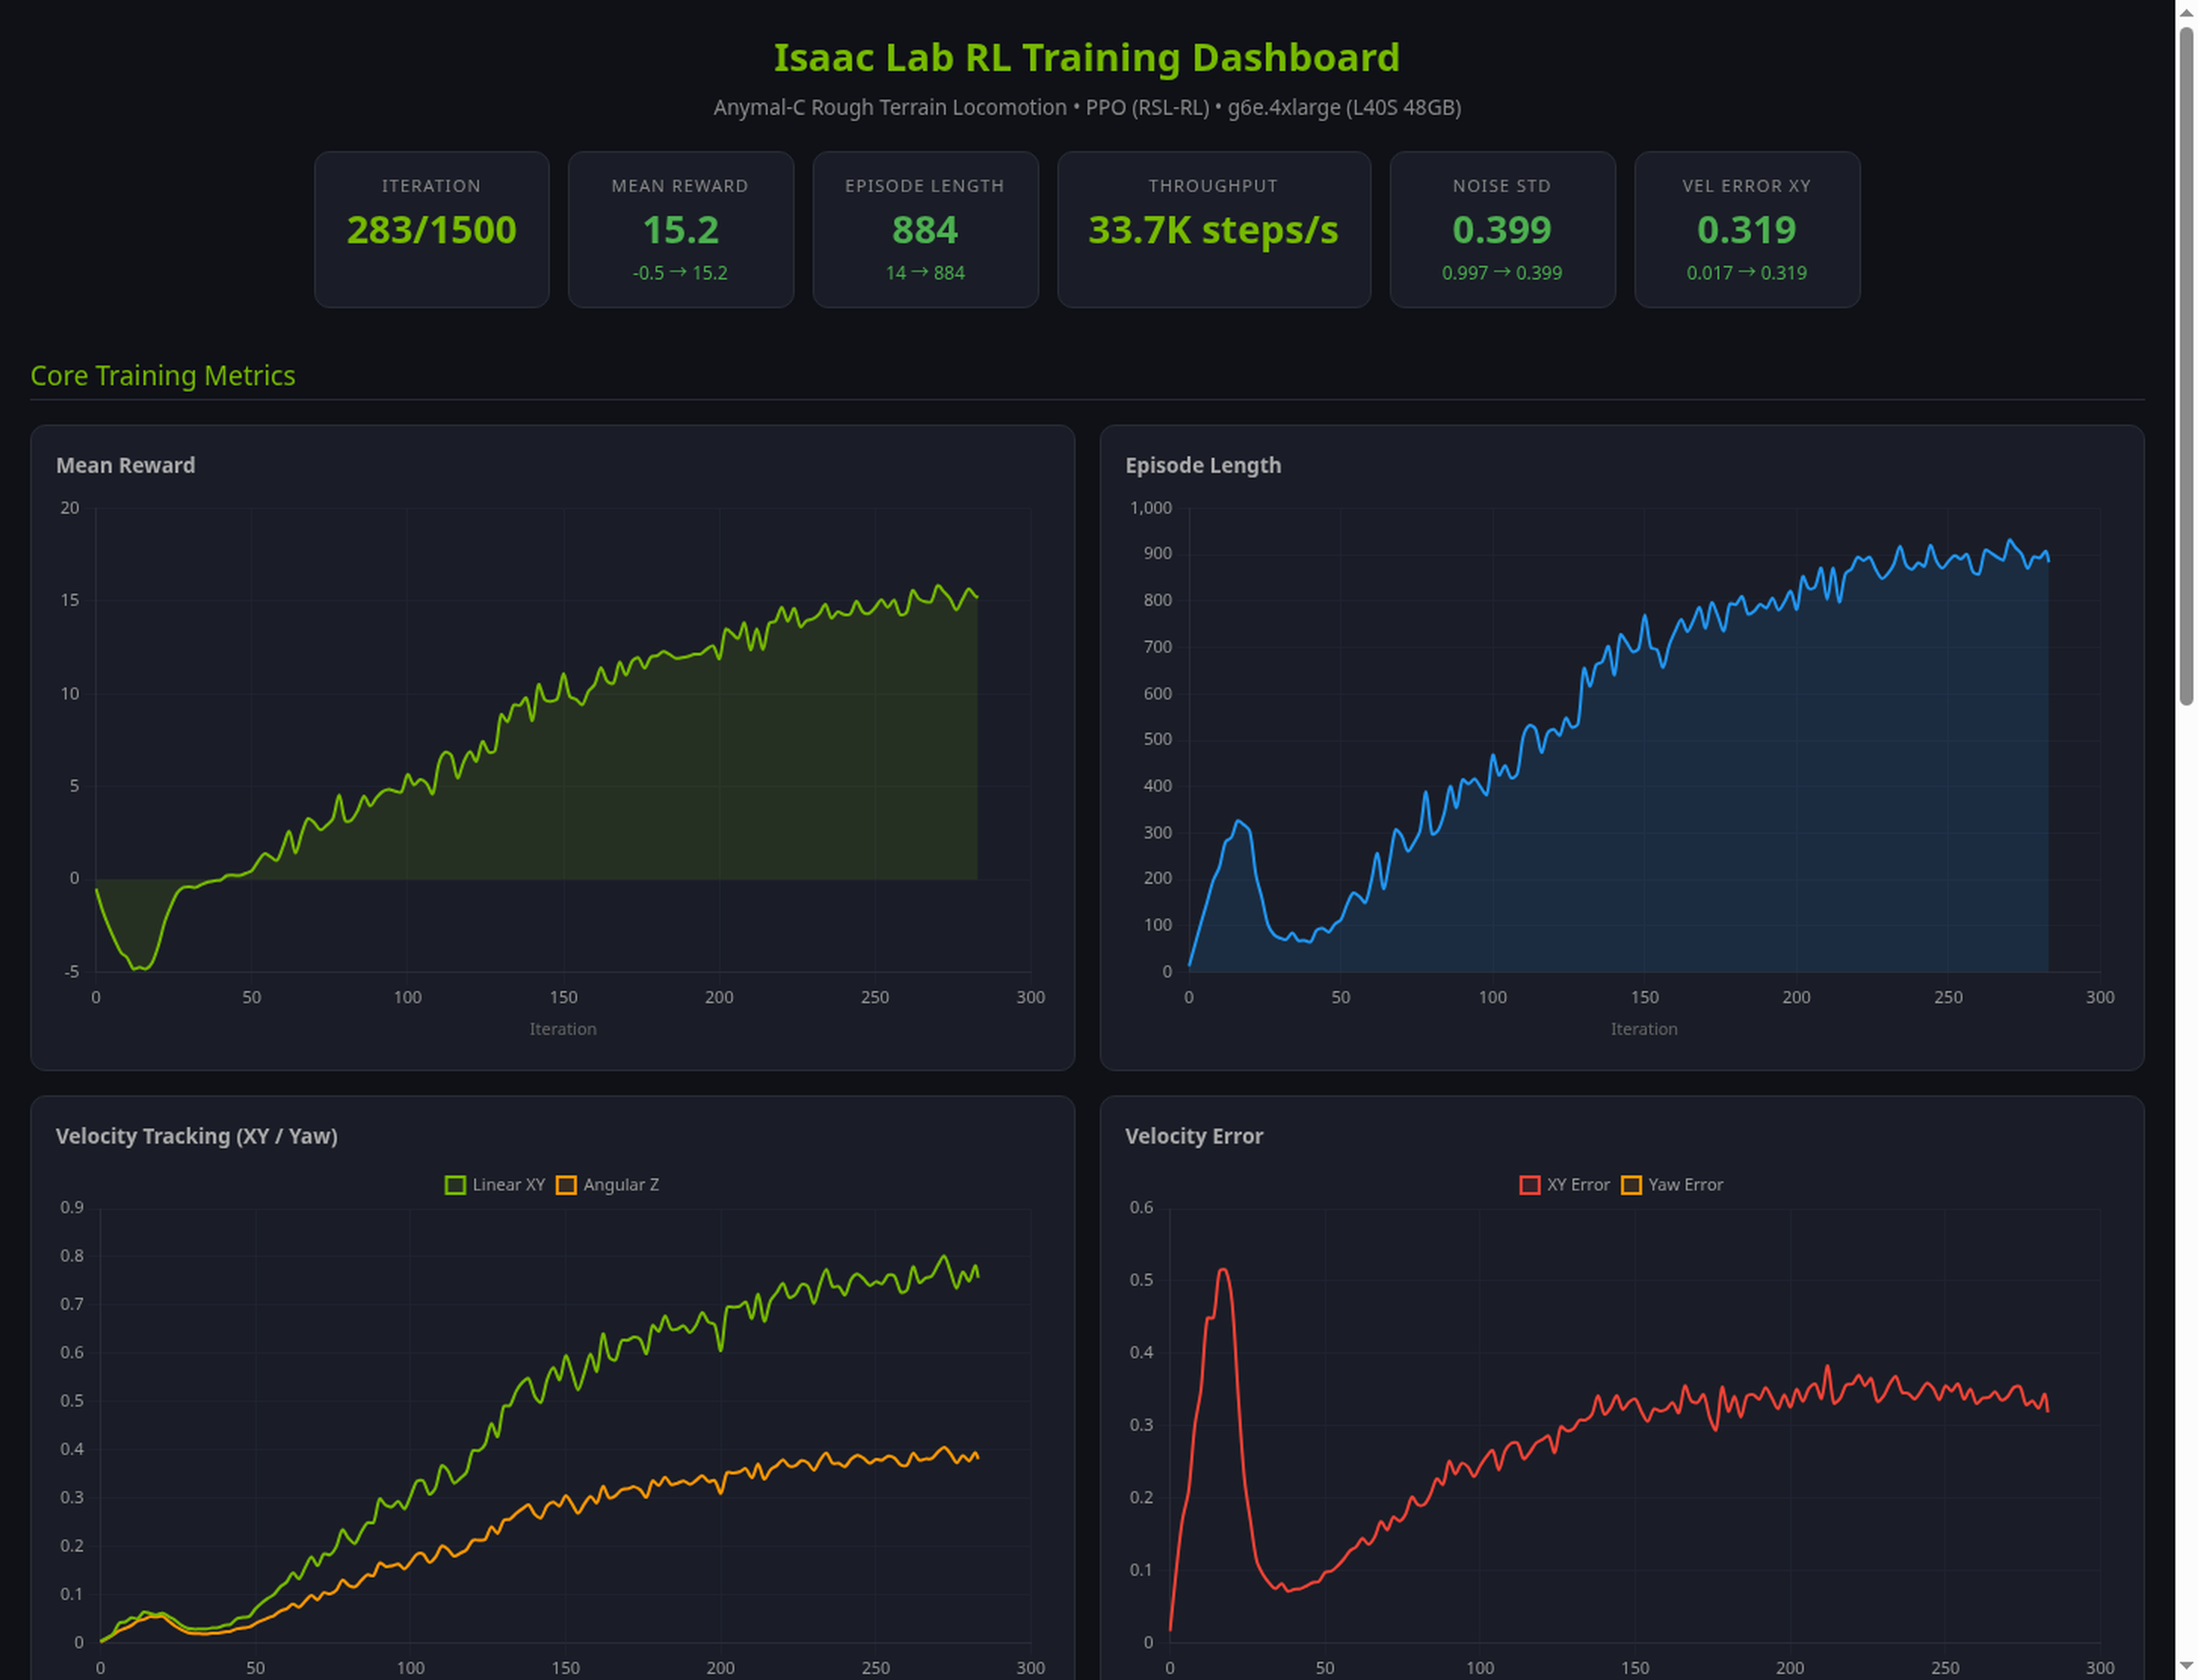 Isaac Lab RL Training Dashboard
Anymal-C Rough Terrain Locomotion • PPO (RSL-RL) • g6e.4xlarge (L40S 48GB)
ITERATION
283/1500
MEAN REWARD
15.2
-0.5 → 15.2
EPISODE LENGTH
884
14 → 884
THROUGHPUT
33.7K steps/s
NOISE STD
0.399
0.997 → 0.399
VEL ERROR XY
0.319
0.017 → 0.319
Core Training Metrics
Mean Reward
20
15
10
5
0
-5
0 50 100 150 200 250 300
Iteration
Episode Length
1,000
900
800
700
600
500
400
300
200
100
0
0 50 100 150 200 250 300
Iteration
Velocity Tracking (XY / Yaw)
Linear XY Angular Z
0.9
0.8
0.7
0.6
0.5
0.4
0.3
0.2
0.1
0
0 50 100 150 200 250 300
Velocity Error
XY Error Yaw Error
0.6
0.5
0.4
0.3
0.2
0.1
0
0 50 100 150 200 250 300